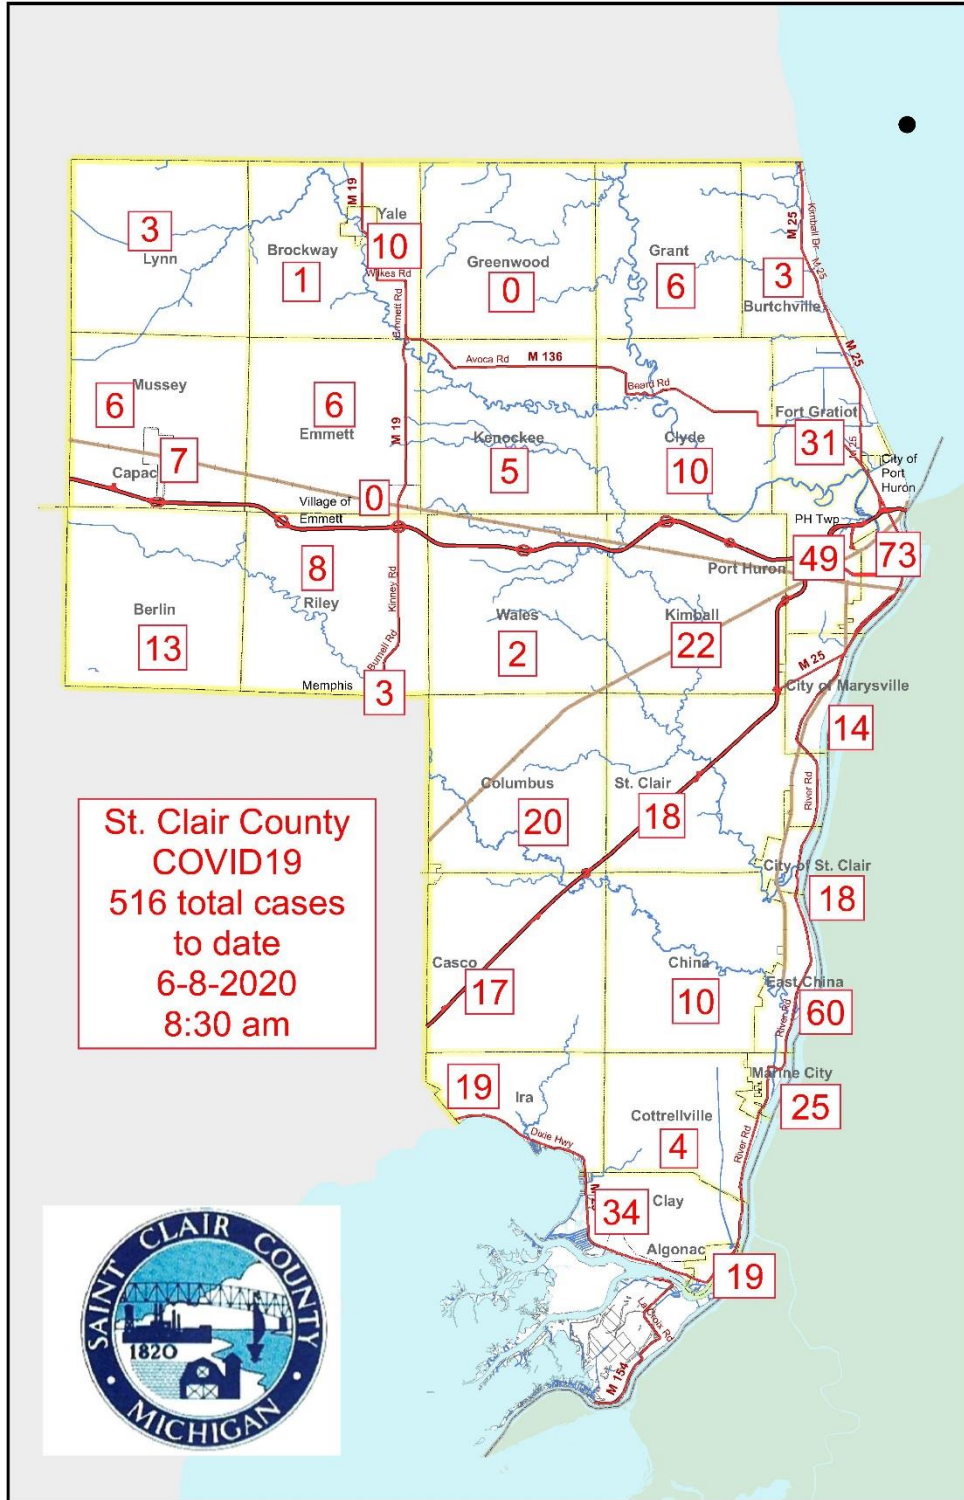 M 19
Yale
10
3
Lynn
Brockway
1
Wilkes Rd
Greenwood
0
Grant
6
M 25
Kimball Dr
M 25
3
Burtchville
Emmett Rd
Avoca Rd
M 136
Beard Rd
M 25
Mussey
6
6
Emmett
M 19
Kenockee
5
Clyde
10
Fort Gratiot
31
M 25
City of
Port
Huron
7
Capac
0
Village of
Emmett
PH Twp
49
73
Port Huron
8
Riley
Kinney Rd
Berlin
13
Wales
2
Kimball
22
Burnell Rd
Memphis
3
M 25
City of Marysville
14
River Rd
Columbus
20
St. Clair
18
St. Clair County
COVID19
516 total cases
to date
6-8-2020
8:30 am
City of St. Clair
18
Casco
17
China
10
East China
60
River Rd
19
Ira
Marine City
25
Cottrellville
4
River Rd
Dixie Hwy
34
Clay
Algonac
19
La Croix Rd
M 154
SAINT CLAIR COUNTY
1820
MICHIGAN